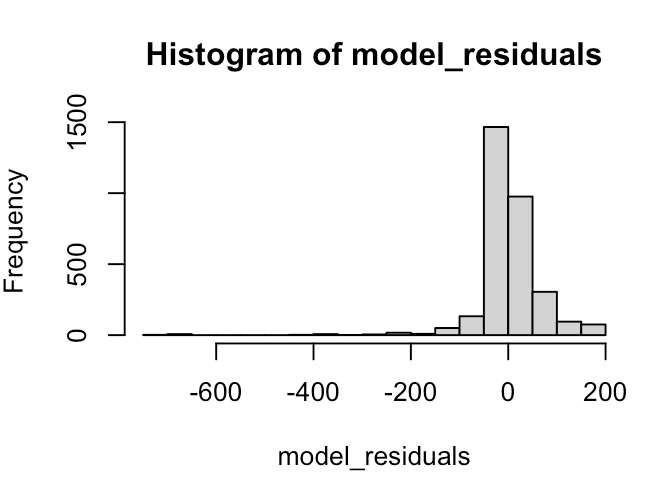 Histogram of model_residuals
Frequency
1500
500
0
-600 -400 -200 0 200
model_residuals